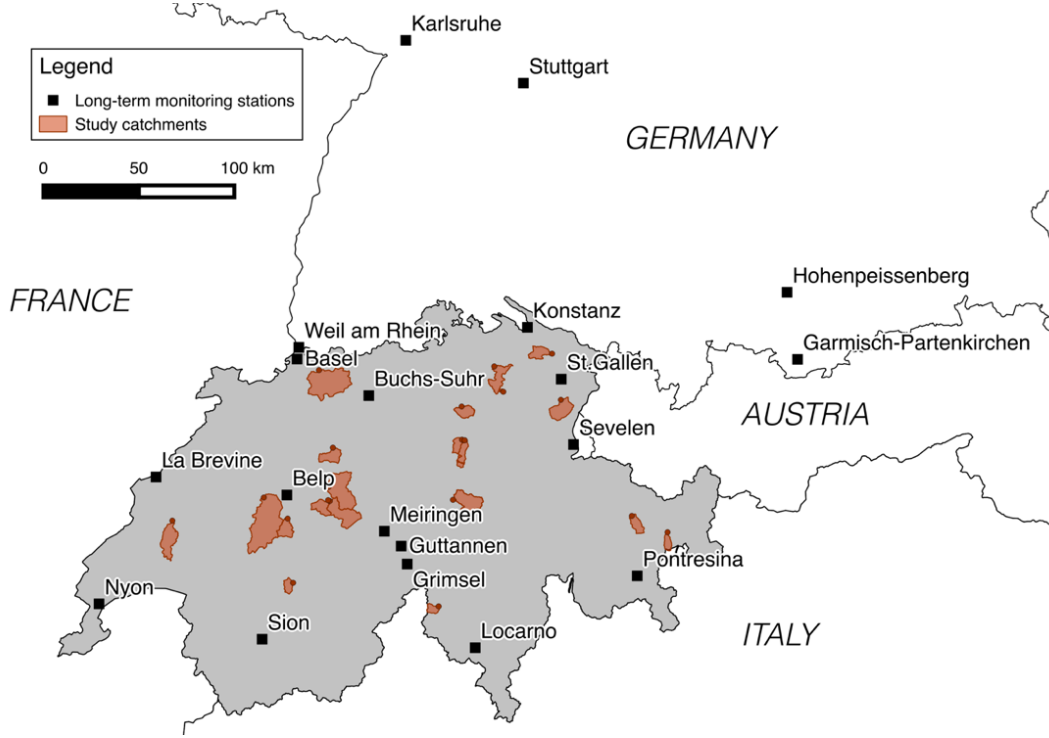 Karlsruhe
Legend
Long-term monitoring stations
Study catchments
Stuttgart
GERMANY
0 50 100 km
Hohenpeissenberg
FRANCE
Konstanz
Weil am Rhein
Garmisch-Partenkirchen
Basel
St.Gallen
Buchs-Suhr
AUSTRIA
Sevelen
La Brevine
Belp
Meiringen
Guttannen
Pontresina
Grimsel
Nyon
Sion
Locarno
ITALY